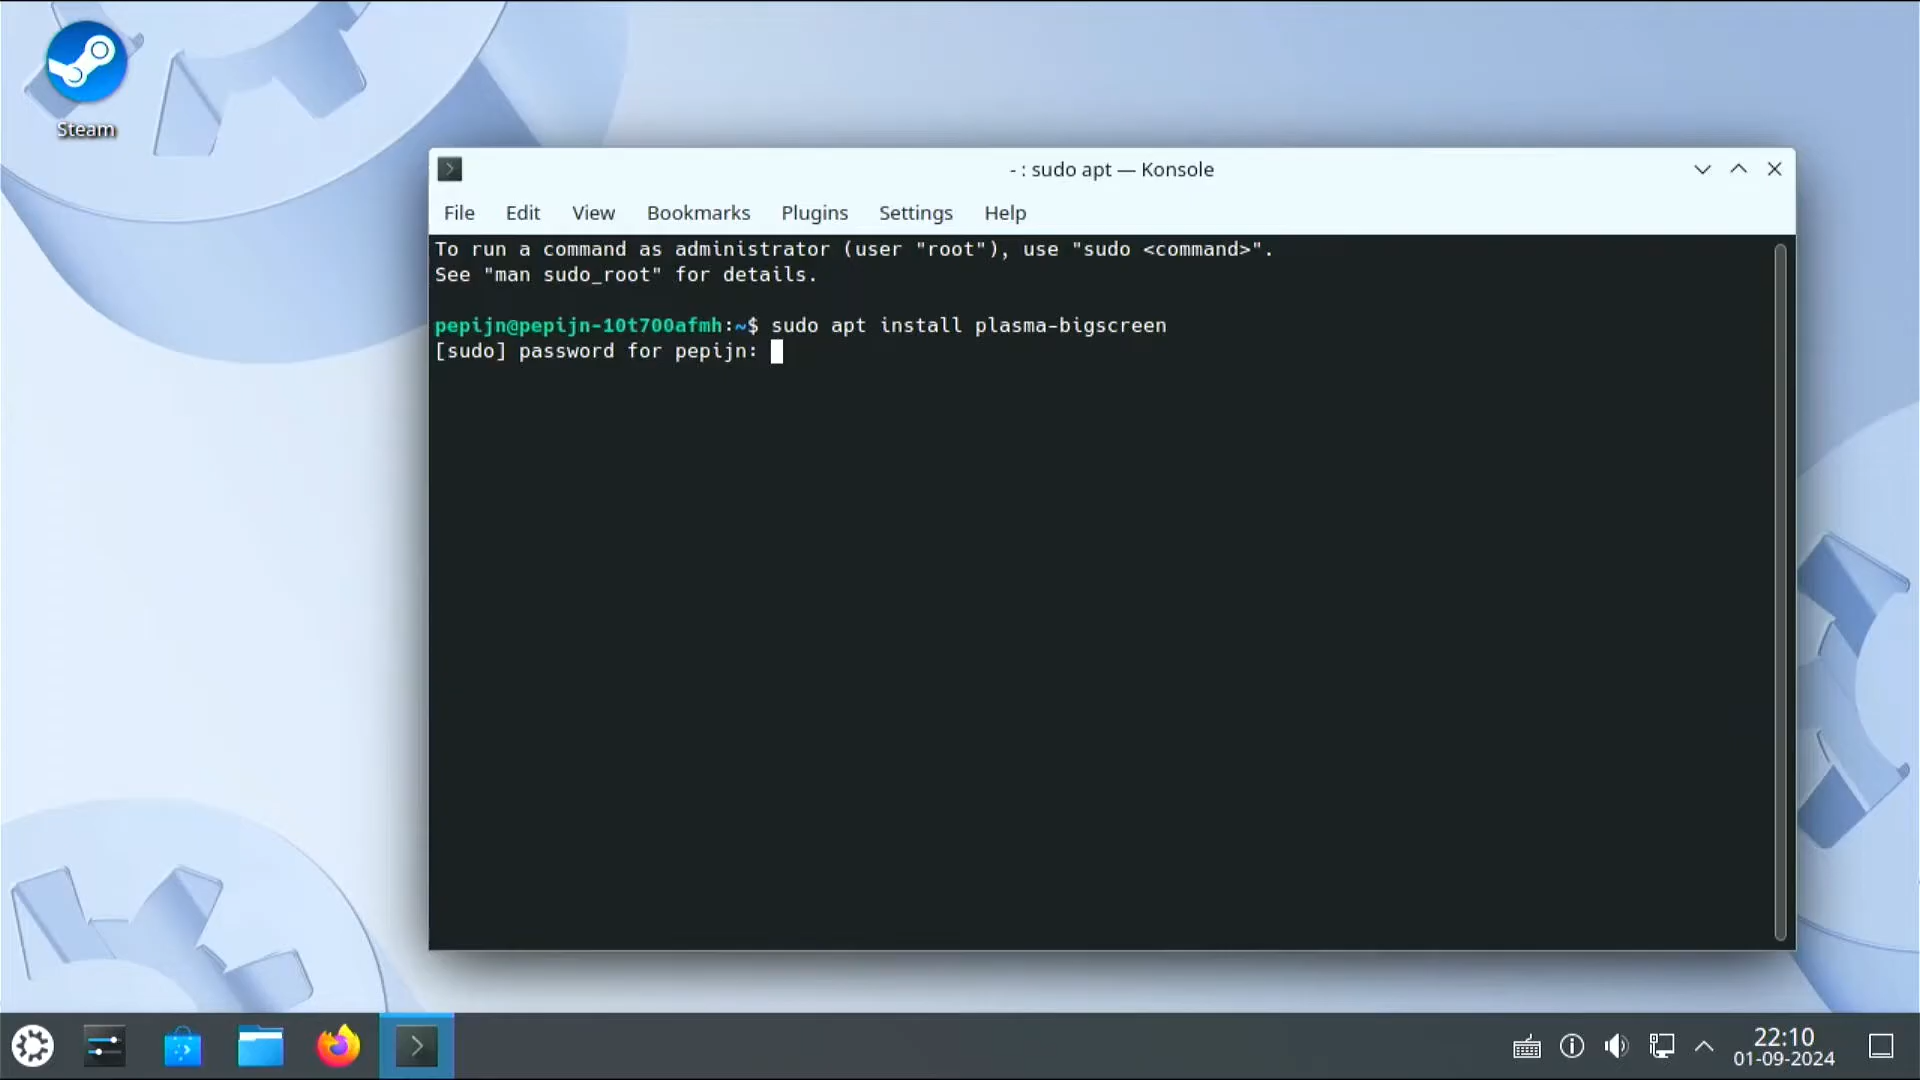 Steam
- : sudo apt — Konsole
File Edit View Bookmarks Plugins Settings Help
To run a command as administrator (user "root"), use "sudo <command>".
See "man sudo_root" for details.
pepijn@pepijn-10t700afmh:~$ sudo apt install plasma-bigscreen
[sudo] password for pepijn:
22:10
01-09-2024